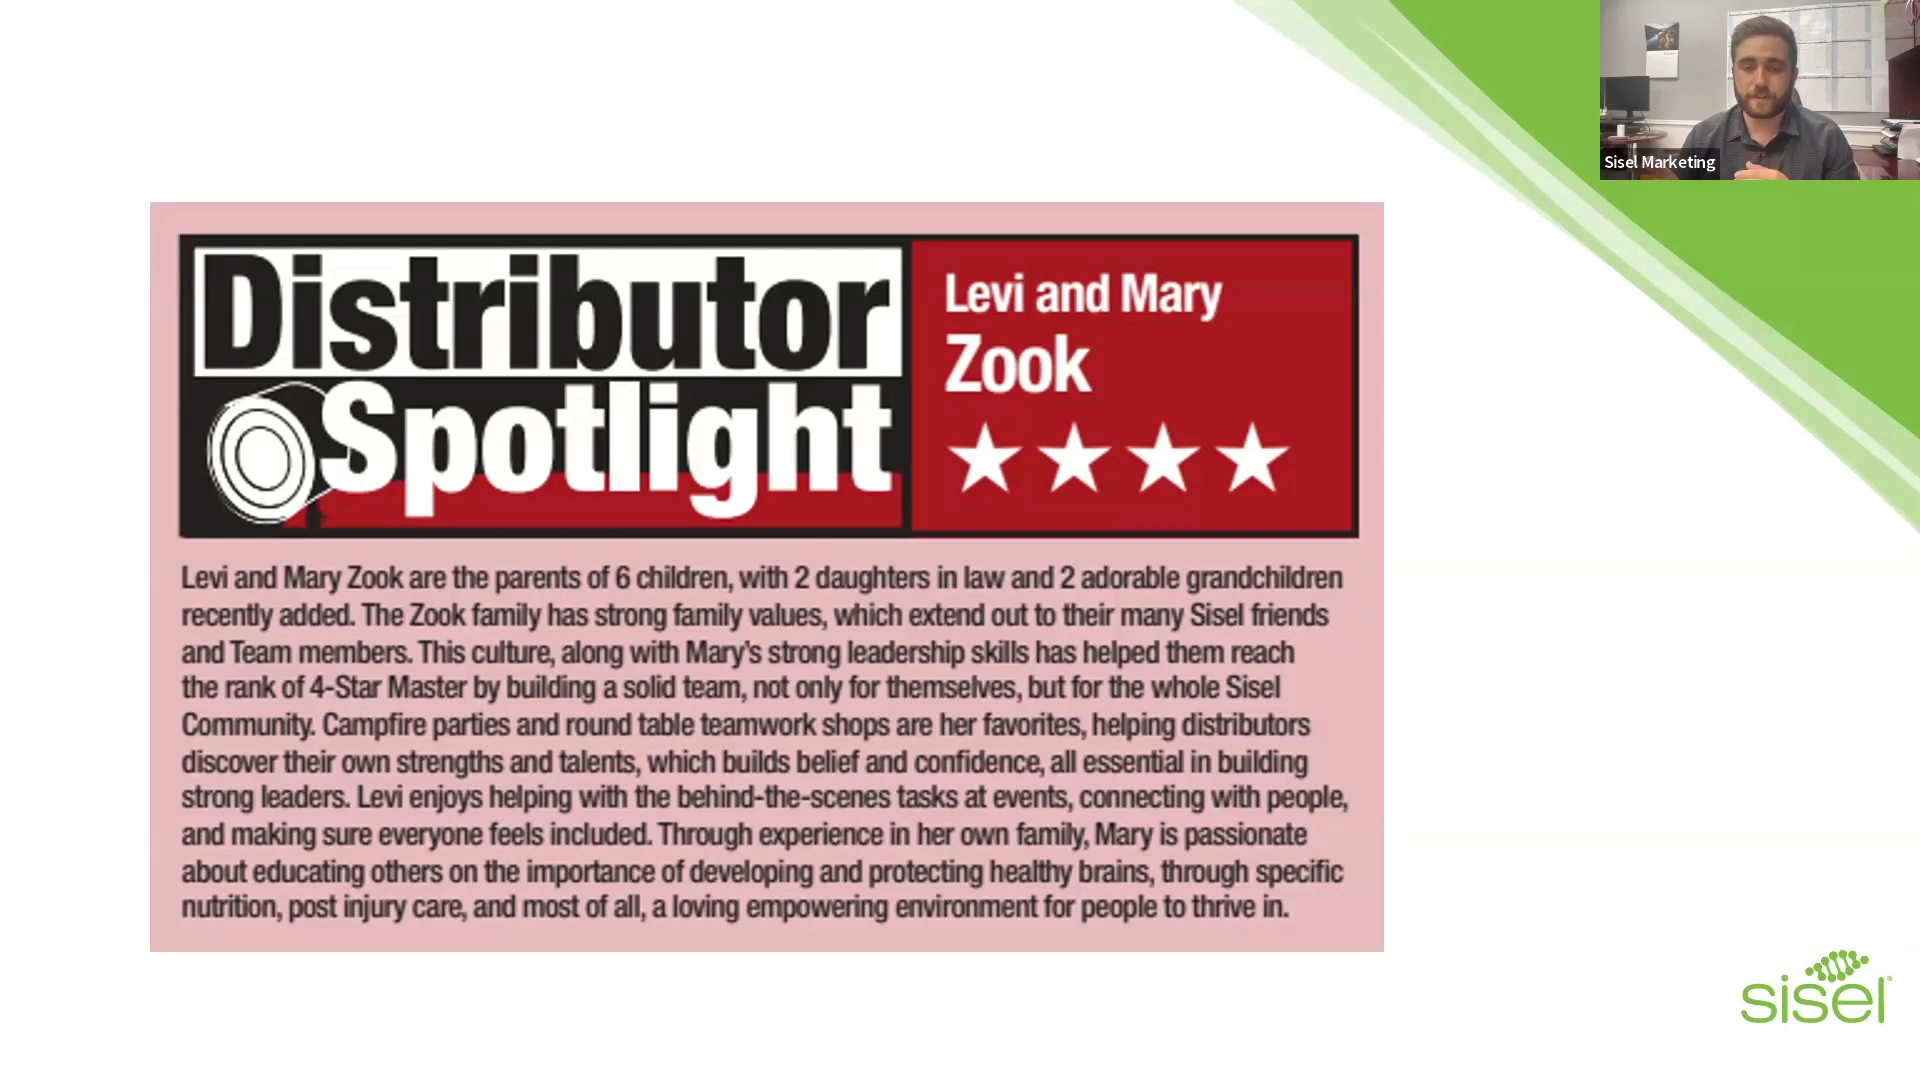 Sisel Marketing
Distributor
Spotlight
Levi and Mary
Zook
Levi and Mary Zook are the parents of 6 children, with 2 daughters in law and 2 adorable grandchildren
recently added. The Zook family has strong family values, which extend out to their many Sisel friends
and Team members. This culture, along with Mary’s strong leadership skills has helped them reach
the rank of 4-Star Master by building a solid team, not only for themselves, but for the whole Sisel
Community. Campfire parties and round table teamwork shops are her favorites, helping distributors
discover their own strengths and talents, which builds belief and confidence, all essential in building
strong leaders. Levi enjoys helping with the behind-the-scenes tasks at events, connecting with people,
and making sure everyone feels included. Through experience in her own family, Mary is passionate
about educating others on the importance of developing and protecting healthy brains, through specific
nutrition, post injury care, and most of all, a loving empowering environment for people to thrive in.
sisel®